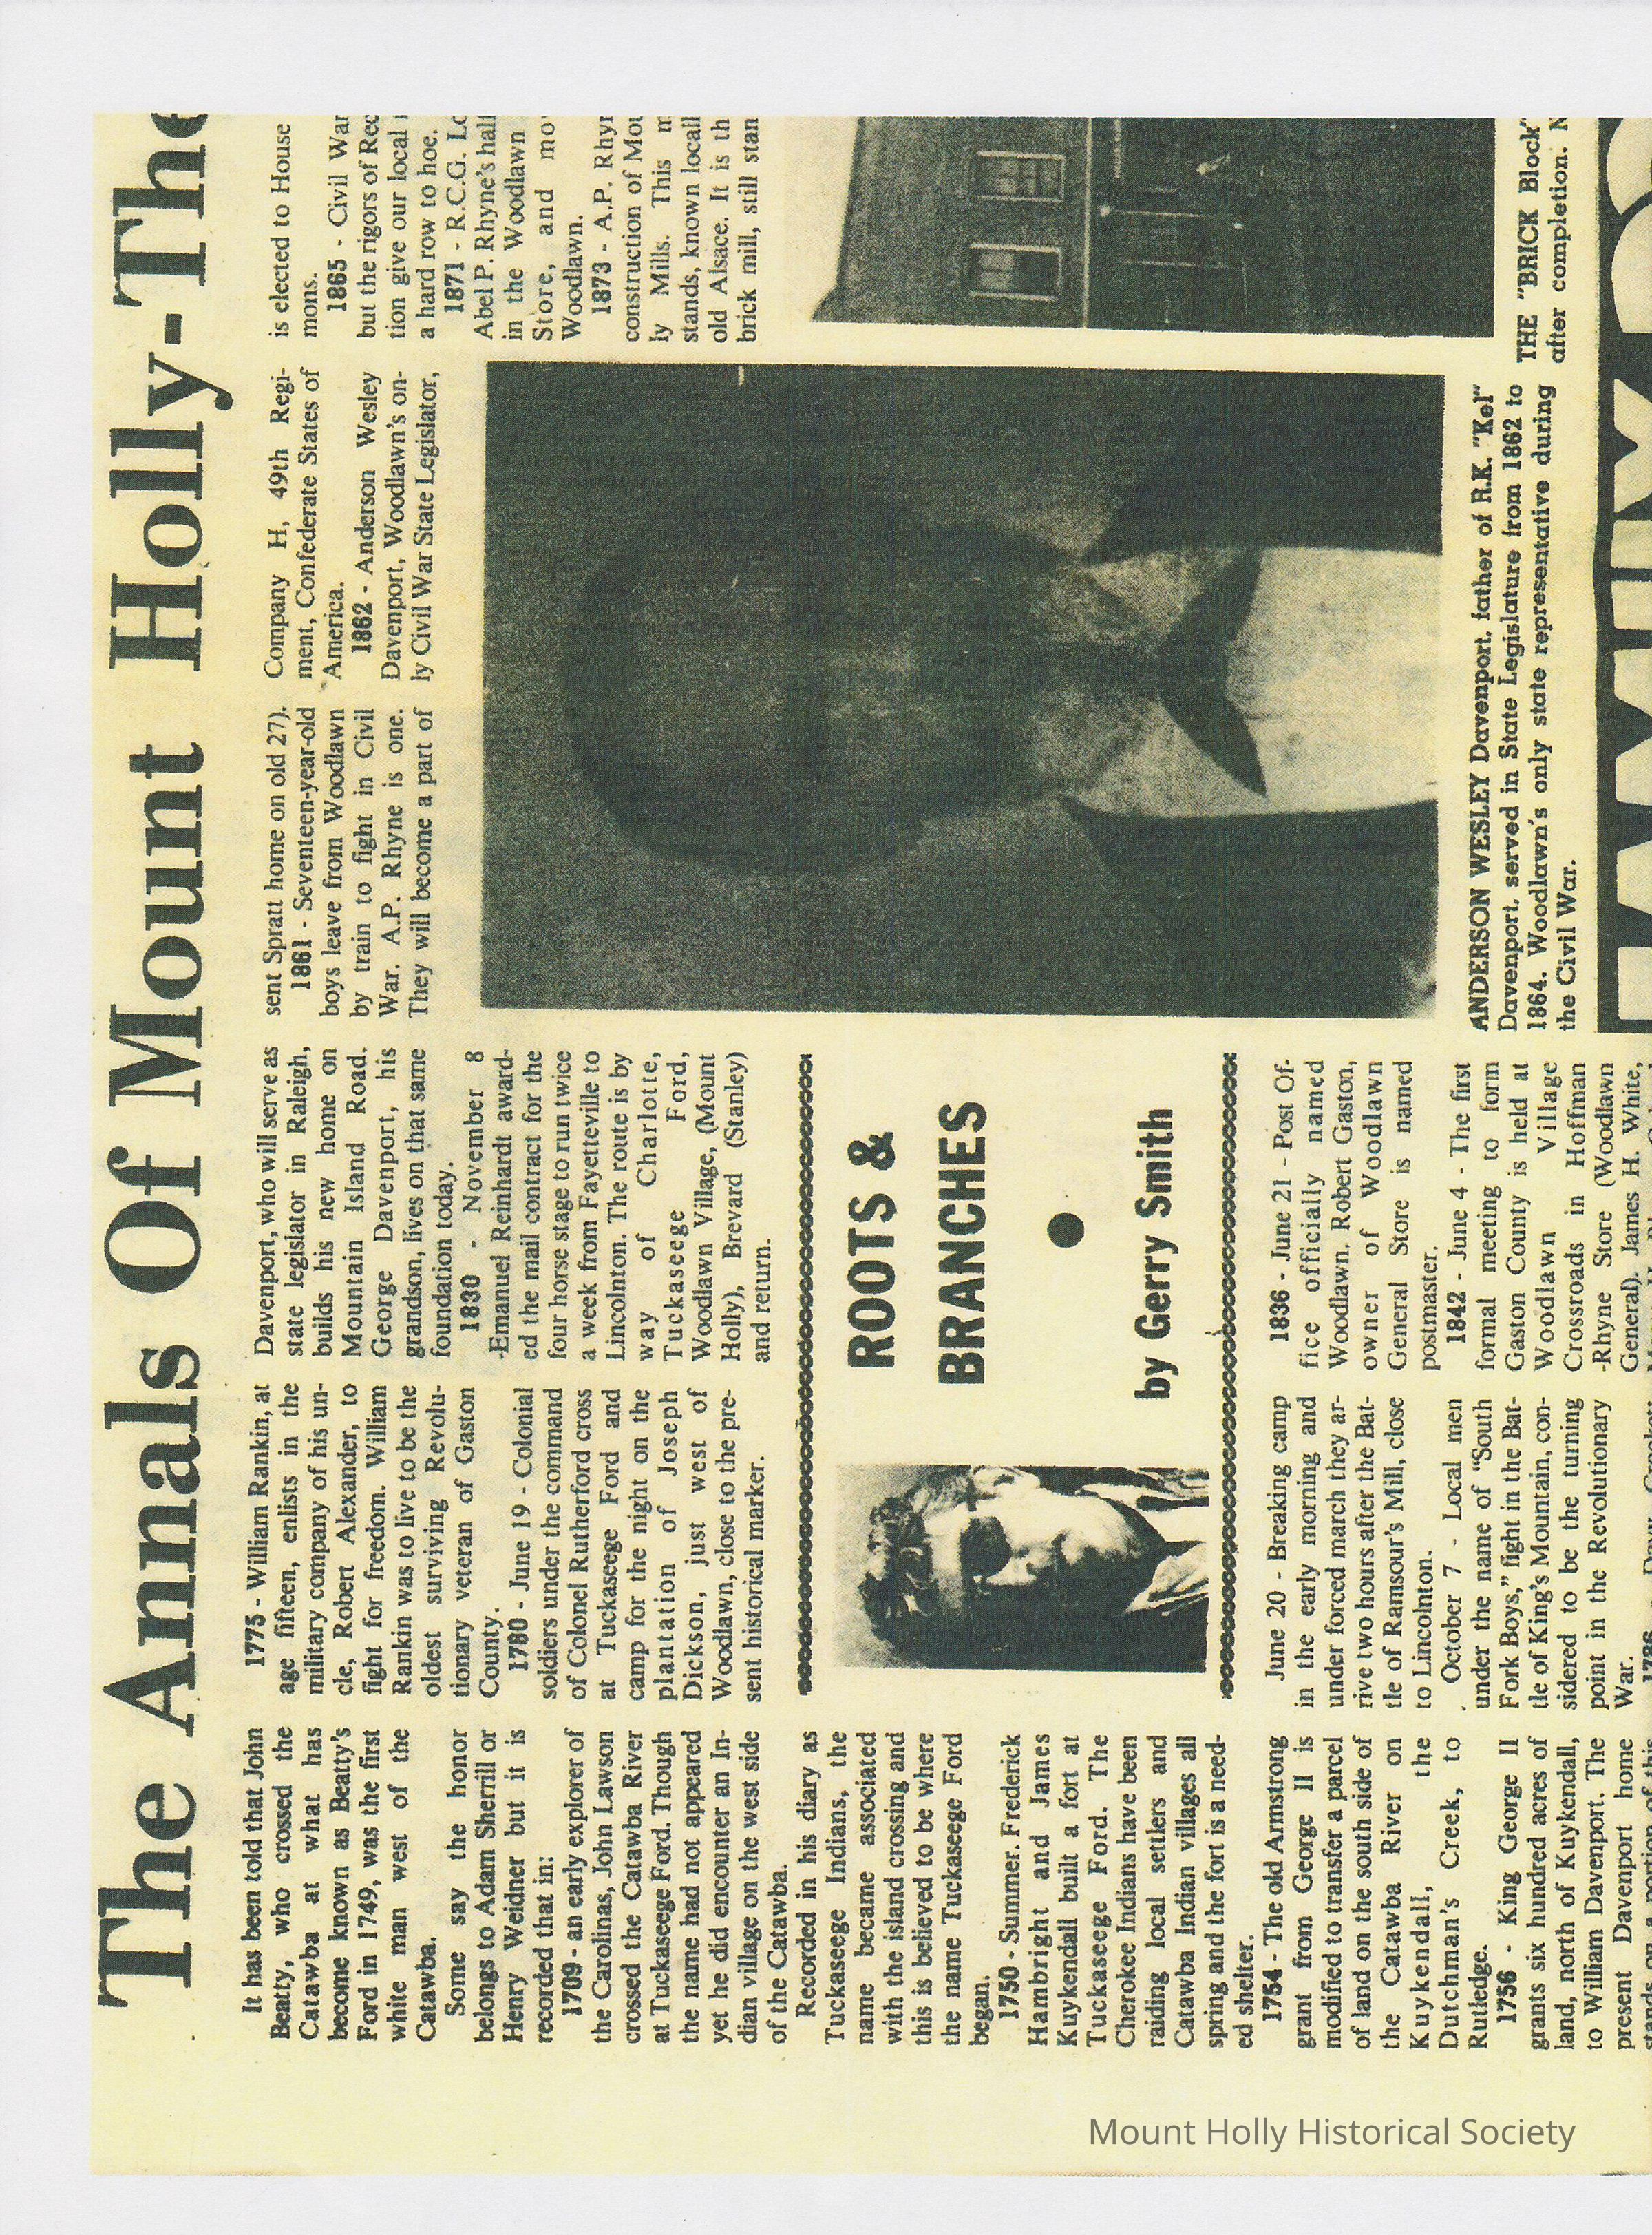 The Annals Of Mount Holly-The
It has been told that John
Beatty, who crossed the
Catawba at what has
become known as Beatty's
Ford in 1749, was the first
white man west of the
Catawba.
Some say the honor
belongs to Adam Sherrill or
Henry Weidner but it is
recorded that in:
1709 - an early explorer of
the Carolinas, John Lawson
crossed the Catawba River
at Tuckaseege Ford. Though
the name had not appeared
yet he did encounter an In-
dian village on the west side
of the Catawba.
Recorded in his diary as
Tuckaseege Indians, the
name became associated
with the island crossing and
this is believed to be where
the name Tuckaseege Ford
began.
1750 - Summer. Frederick
Hambright and James
Kuykendall built a fort at
Tuckaseege Ford. The
Cherokee Indians have been
raiding local settlers and
Catawba Indian villages all
spring and the fort is a need-
ed shelter.
1754 - The old Armstrong
grant from George II is
modified to transfer a parcel
of land on the south side of
the Catawba River on
Kuykendall, the
Dutchman's Creek, to
Rutledge.
1756 - King George II
grants six hundred acres of
land, north of Kuykendall,
to William Davenport. The
present Davenport home
stands on a portion of this
1775 - William Rankin, at
age fifteen, enlists in the
military company of his un-
cle, Robert Alexander, to
fight for freedom. William
Rankin was to live to be the
oldest surviving Revolu-
tionary veteran of Gaston
County.
1780 - June 19 - Colonial
soldiers under the command
of Colonel Rutherford cross
at Tuckaseege Ford and
camp for the night on the
plantation of Joseph
Dickson, just west of
Woodlawn, close to the pre-
sent historical marker.
ROOTS &
BRANCHES
by Gerry Smith
June 20 - Breaking camp
in the early morning and
under forced march they ar-
rive two hours after the Bat-
tle of Ramsour's Mill, close
to Lincolnton.
October 7 - Local men
under the name of "South
Fork Boys," fight in the Bat-
tle of King's Mountain, con-
sidered to be the turning
point in the Revolutionary
War.
1786 - Davy Crockett
Davenport, who will serve as
state legislator in Raleigh,
builds his new home on
Mountain Island Road.
George Davenport, his
grandson, lives on that same
foundation today.
1830 - November 8
-Emanuel Reinhardt award-
ed the mail contract for the
four horse stage to run twice
a week from Fayetteville to
Lincolnton. The route is by
way of Charlotte,
Tuckaseege Ford,
Woodlawn Village, (Mount
Holly), Brevard (Stanley)
and return.
1836 - June 21 - Post Of-
fice officially named
Woodlawn. Robert Gaston,
owner of Woodlawn
General Store is named
postmaster.
1842 - June 4 - The first
formal meeting to form
Gaston County is held at
Woodlawn Village
Crossroads in Hoffman
-Rhyne Store (Woodlawn
General). James H. White,
sent Spratt home on old 27).
1861 - Seventeen-year-old
boys leave from Woodlawn
by train to fight in Civil
War. A.P. Rhyne is one.
They will become a part of
Company H, 49th Regi-
ment, Confederate States of
America.
1862 - Anderson Wesley
Davenport, Woodlawn's on-
ly Civil War State Legislator,
is elected to House
mons.
1865 - Civil War
but the rigors of Rec
tion give our local
a hard row to hoe.
1871 - R.C.G. Lo
Abel P. Rhyne's half
in the Woodlawn
Store, and mo
Woodlawn.
1873 - A.P. Rhyn
construction of Mou
ly Mills. This m
stands, known locall
old Alsace. It is th
brick mill, still stan
ANDERSON WESLEY Davenport, father of R.K. "Kel"
Davenport, served in State Legislature from 1862 to
1864. Woodlawn's only state representative during
the Civil War.
THE "BRICK Block"
after completion. N
Mount Holly Historical Society